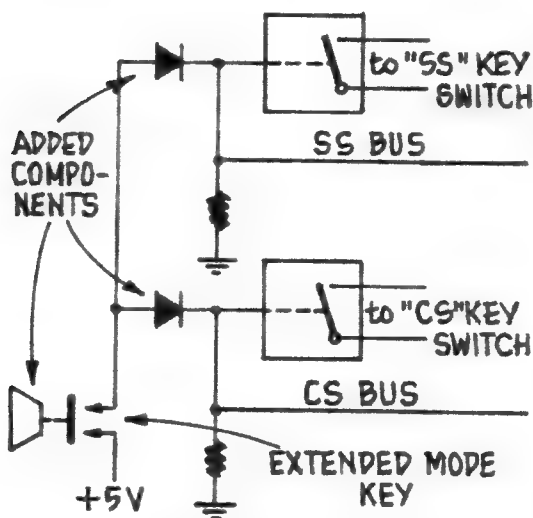 to "SS" KEY
SWITCH
SS BUS
ADDED
COMPO-
NENTS
to "CS" KEY
SWITCH
CS BUS
EXTENDED MODE
KEY
+5V